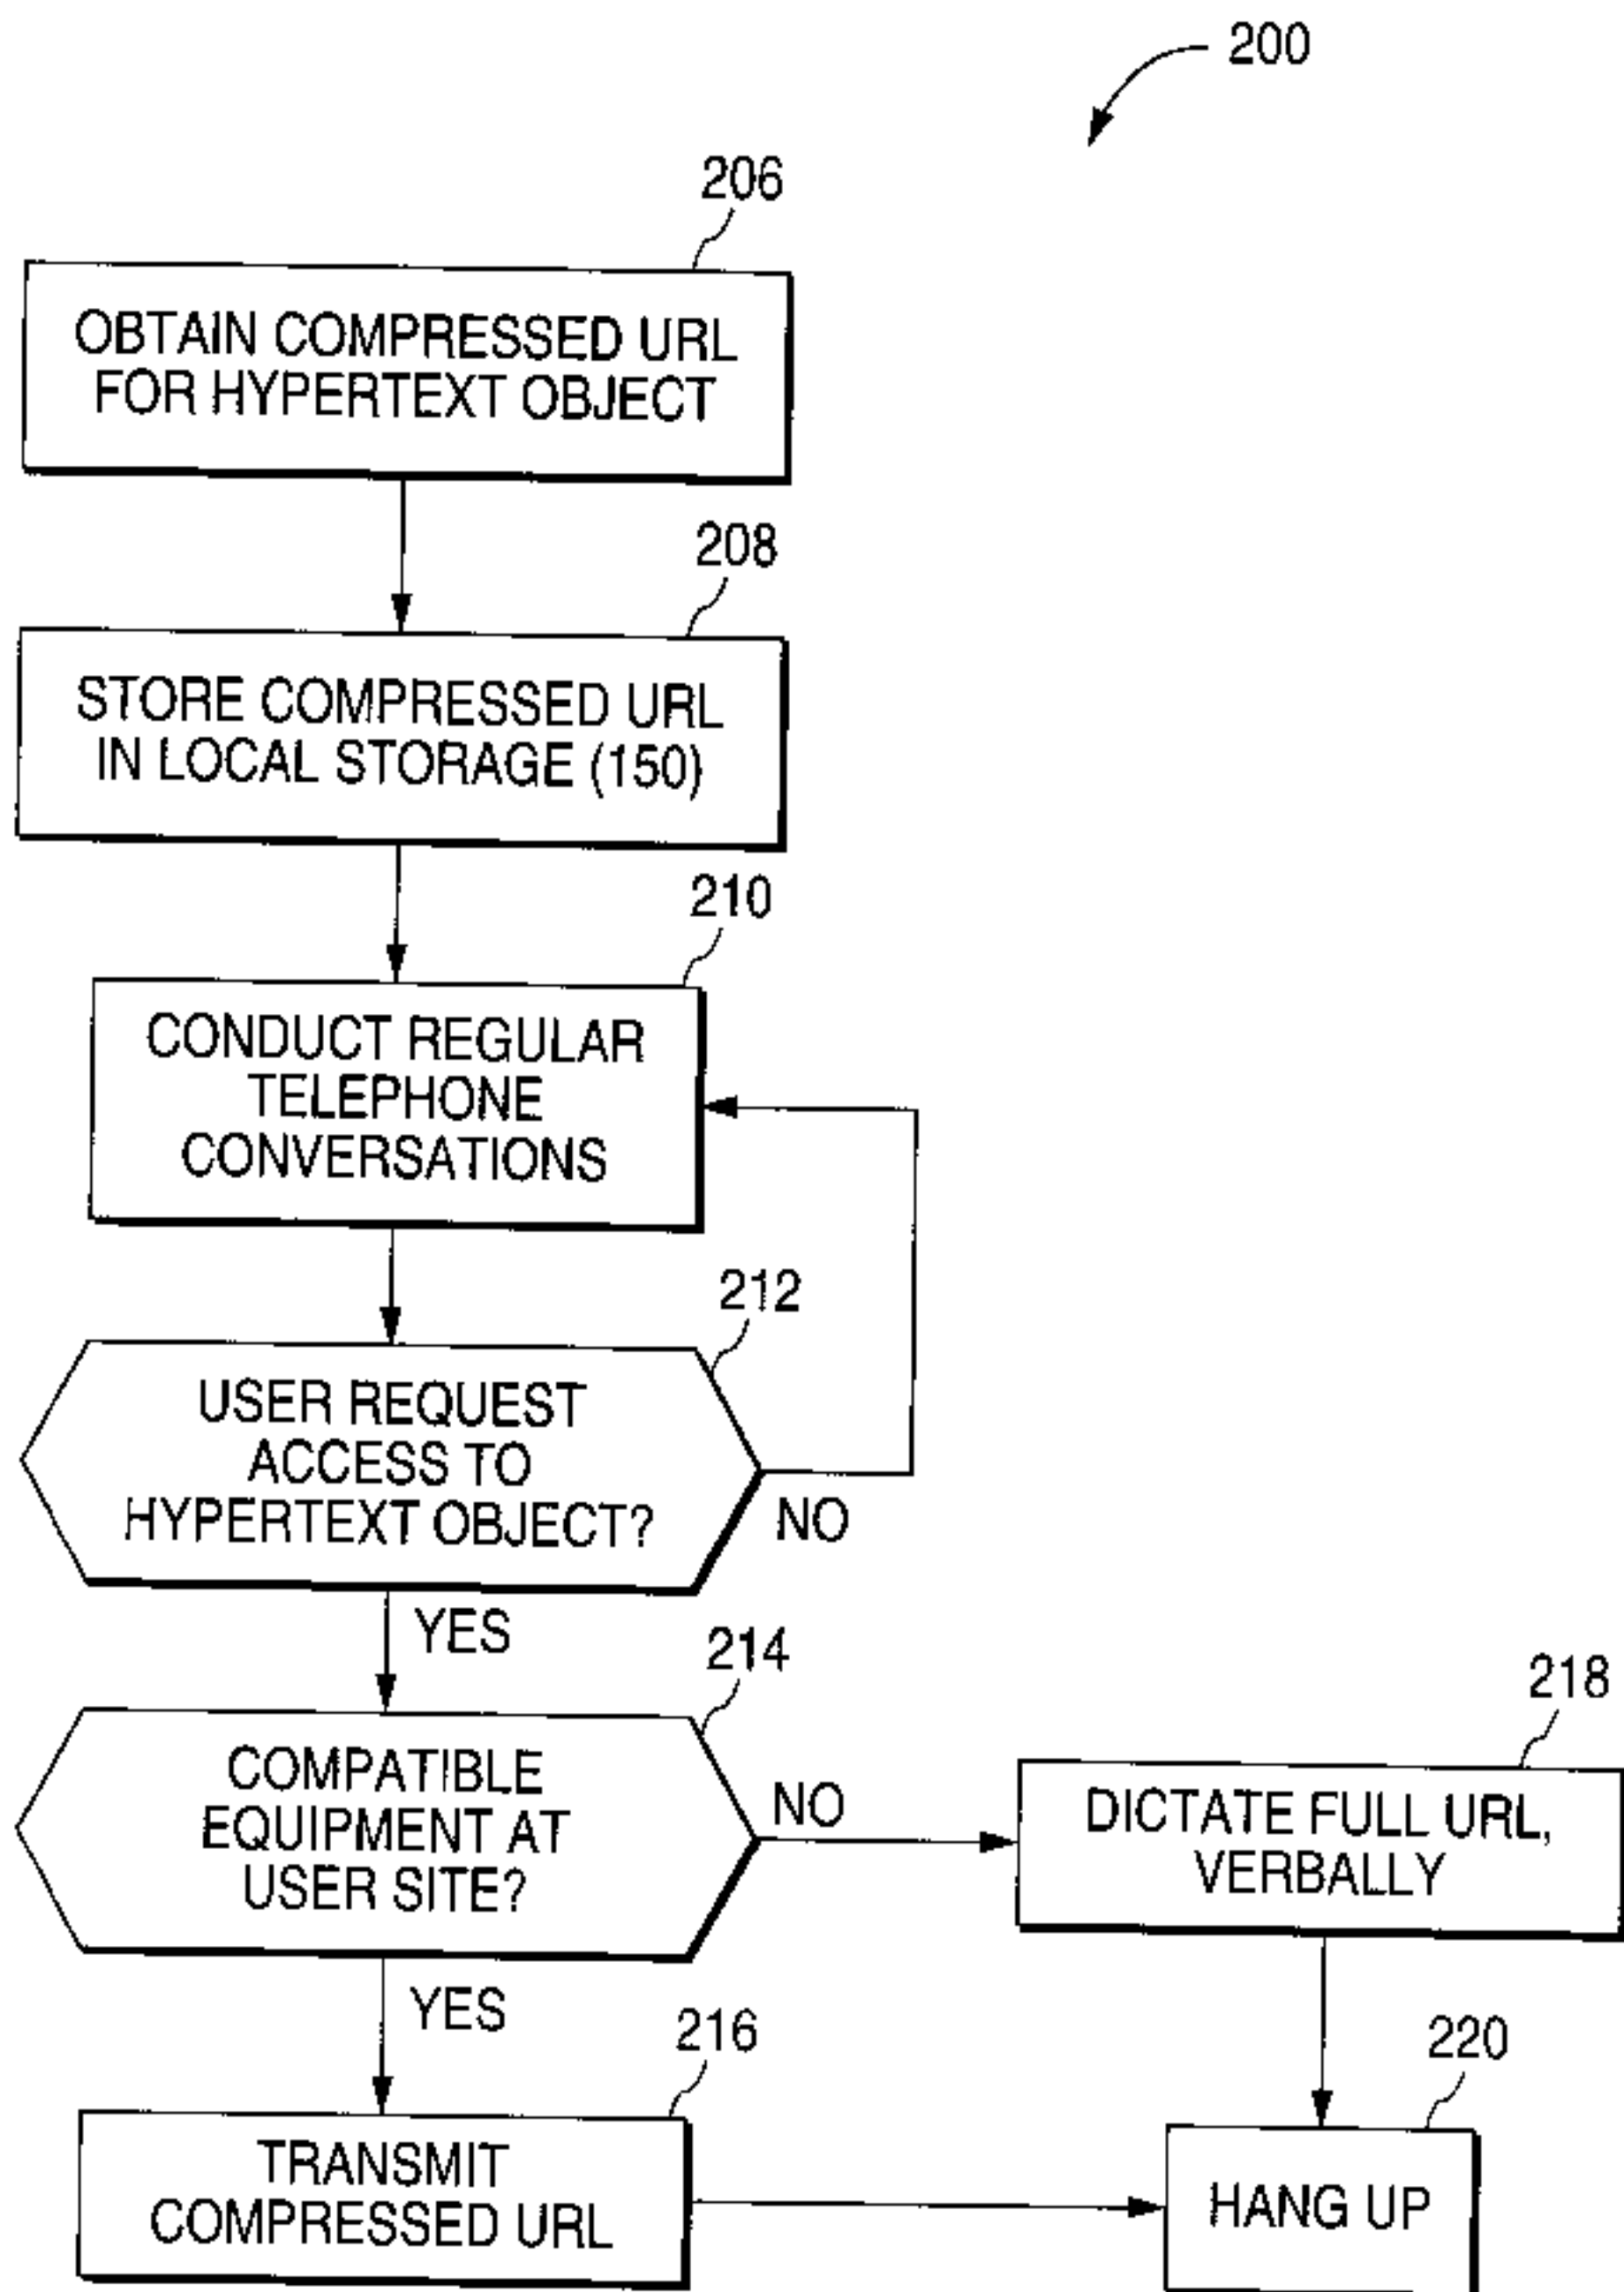 200
206
OBTAIN COMPRESSED URL
FOR HYPERTEXT OBJECT
208
STORE COMPRESSED URL
IN LOCAL STORAGE (150)
210
CONDUCT REGULAR
TELEPHONE
CONVERSATIONS
212
USER REQUEST
ACCESS TO
HYPERTEXT OBJECT?
NO
YES
214
COMPATIBLE
EQUIPMENT AT
USER SITE?
NO
218
DICTATE FULL URL,
VERBALLY
YES
216
TRANSMIT
COMPRESSED URL
220
HANG UP